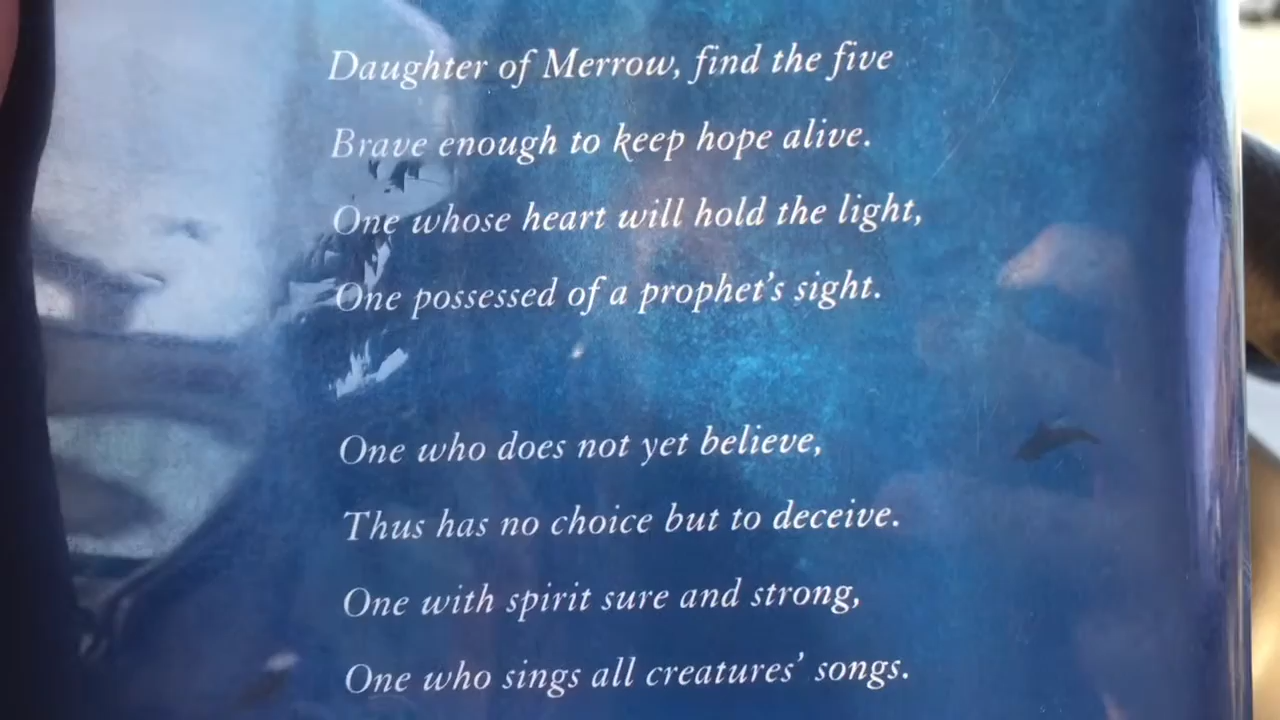 Daughter of Merrow, find the five
Brave enough to keep hope alive.
One whose heart will hold the light,
One possessed of a prophet's sight.
One who does not yet believe,
Thus has no choice but to deceive.
One with spirit sure and strong,
One who sings all creatures' songs.